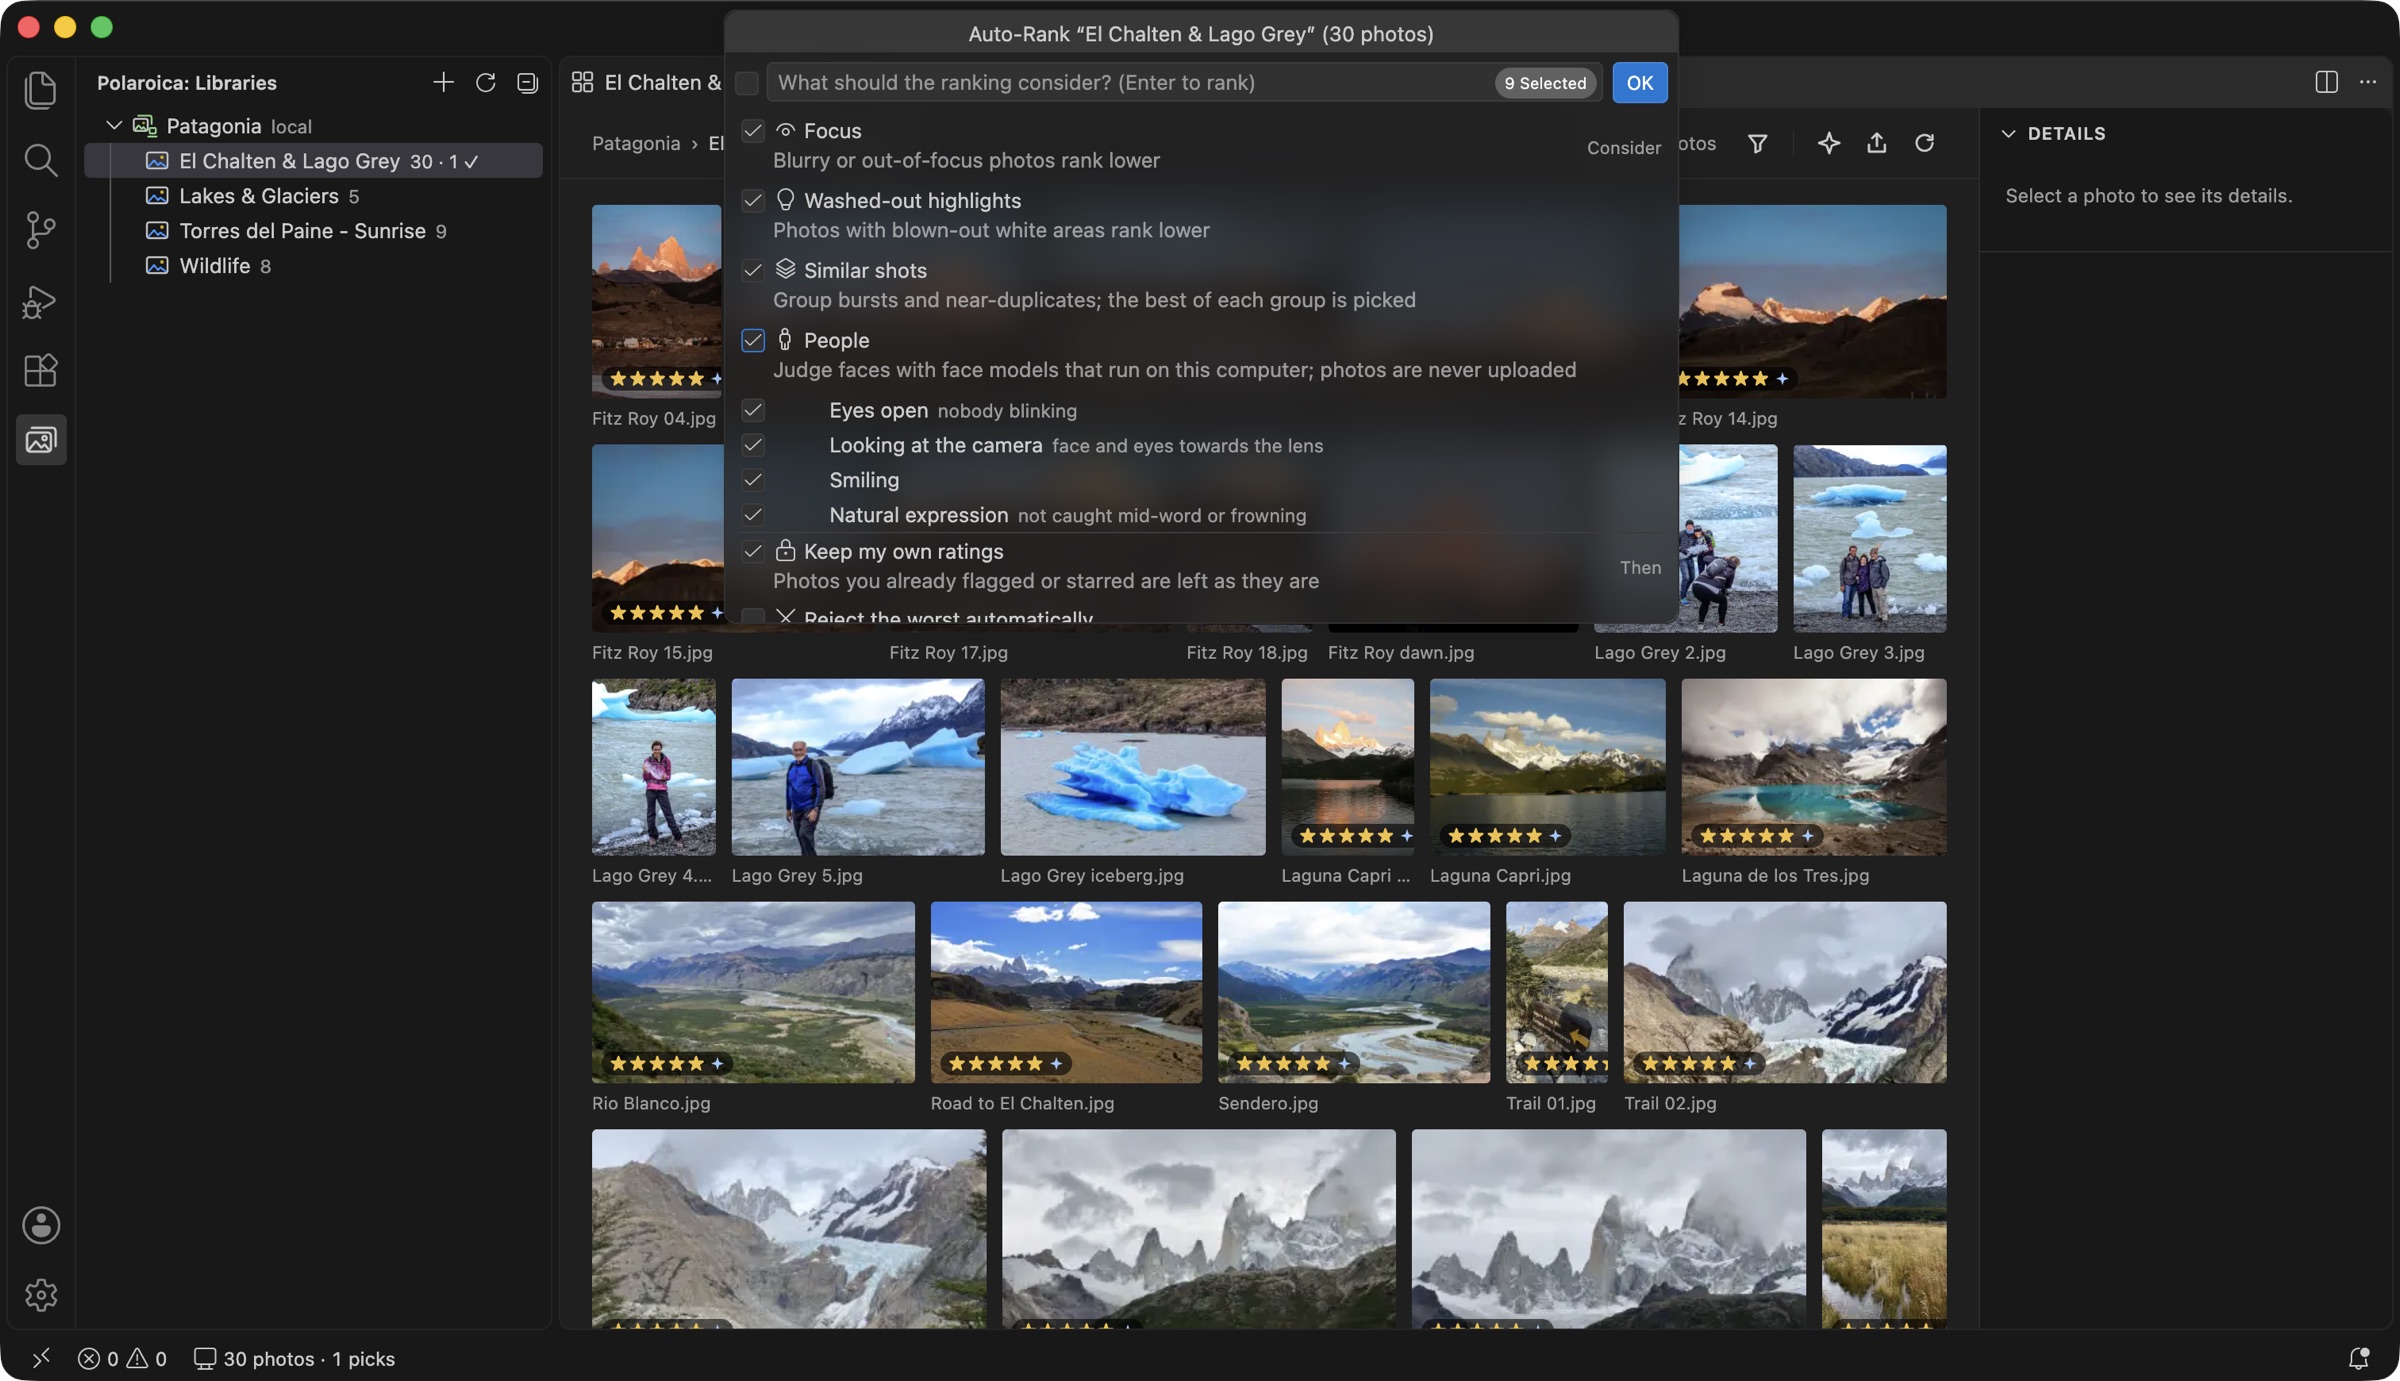 Auto-Rank “El Chalten & Lago Grey” (30 photos)
Polaroica: Libraries
Patagonia local
El Chalten & Lago Grey 30 · 1 ✓
Lakes & Glaciers 5
Torres del Paine - Sunrise 9
Wildlife 8
El Chalten &
Patagonia › El
What should the ranking consider? (Enter to rank)
9 Selected
OK
Focus
Blurry or out-of-focus photos rank lower
Consider
Washed-out highlights
Photos with blown-out white areas rank lower
Similar shots
Group bursts and near-duplicates; the best of each group is picked
People
Judge faces with face models that run on this computer; photos are never uploaded
Eyes open nobody blinking
Looking at the camera face and eyes towards the lens
Smiling
Natural expression not caught mid-word or frowning
Keep my own ratings
Photos you already flagged or starred are left as they are
Then
Reject the worst automatically
otos
DETAILS
Select a photo to see its details.
Fitz Roy 04.jpg
z Roy 14.jpg
Fitz Roy 15.jpg
Fitz Roy 17.jpg
Fitz Roy 18.jpg
Fitz Roy dawn.jpg
Lago Grey 2.jpg
Lago Grey 3.jpg
Lago Grey 4....
Lago Grey 5.jpg
Lago Grey iceberg.jpg
Laguna Capri ...
Laguna Capri.jpg
Laguna de los Tres.jpg
Rio Blanco.jpg
Road to El Chalten.jpg
Sendero.jpg
Trail 01.jpg
Trail 02.jpg
0 0
30 photos · 1 picks